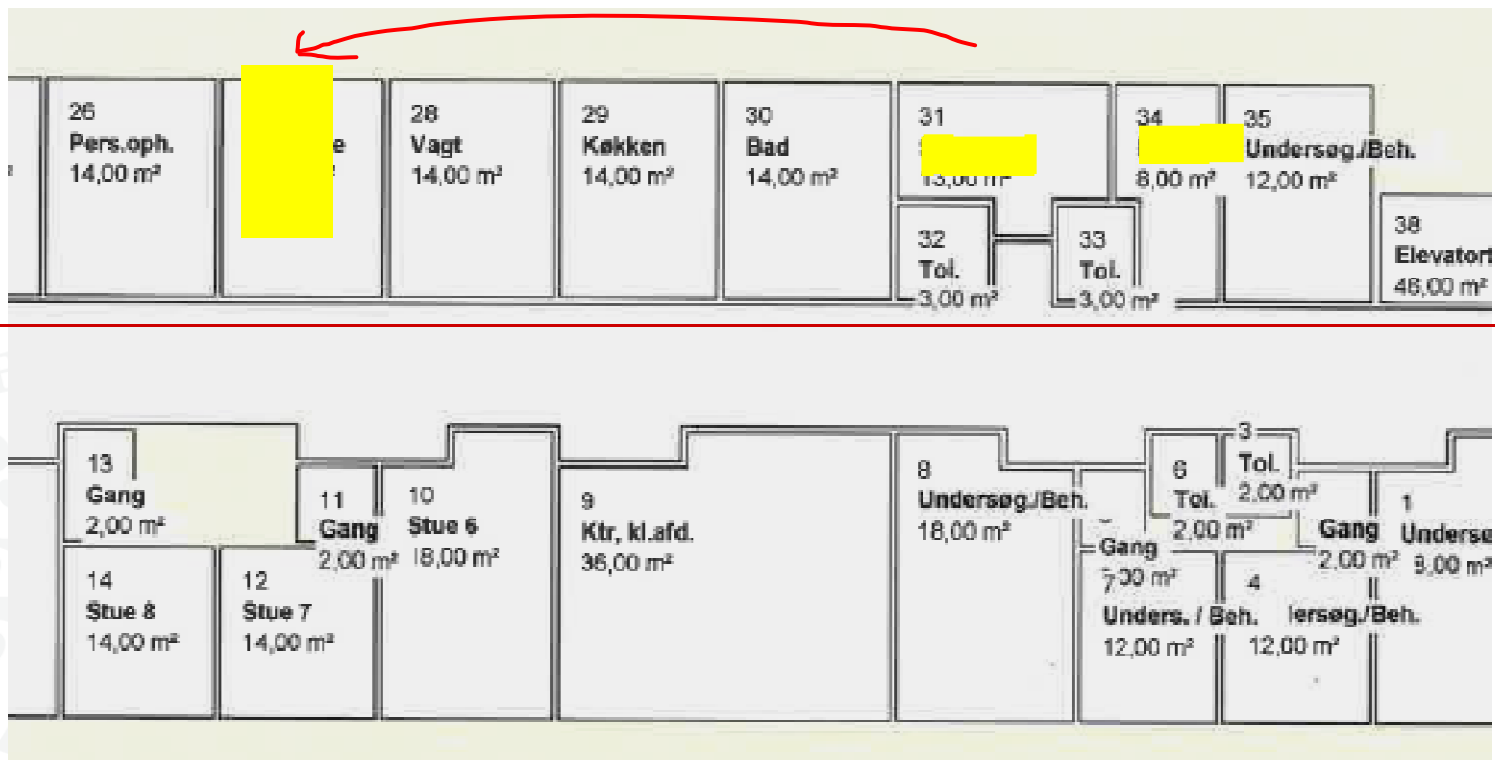 26
Pers.oph.
14,00 m²
e
28
Vagt
14,00 m²
29
Køkken
14,00 m²
30
Bad
14,00 m²
31
13,00 m²
32
Tol.
3,00 m²
33
Tol.
3,00 m²
34
8,00 m²
35
Undersøg./Beh.
12,00 m²
38
Elevatort
46,00 m²
13
Gang
2,00 m²
14
Stue 8
14,00 m²
11
Gang
2,00 m²
12
Stue 7
14,00 m²
10
Stue 6
18,00 m²
9
Ktr, kl.afd.
36,00 m²
8
Undersøg./Beh.
16,00 m²
Gang
7
Unders. / Beh.
12,00 m²
6
Tol.
2,00 m²
3
Tol.
2,00 m²
4
ersøg./Beh.
12,00 m²
Gang
2,00 m²
1
Undersø
9,00 m²